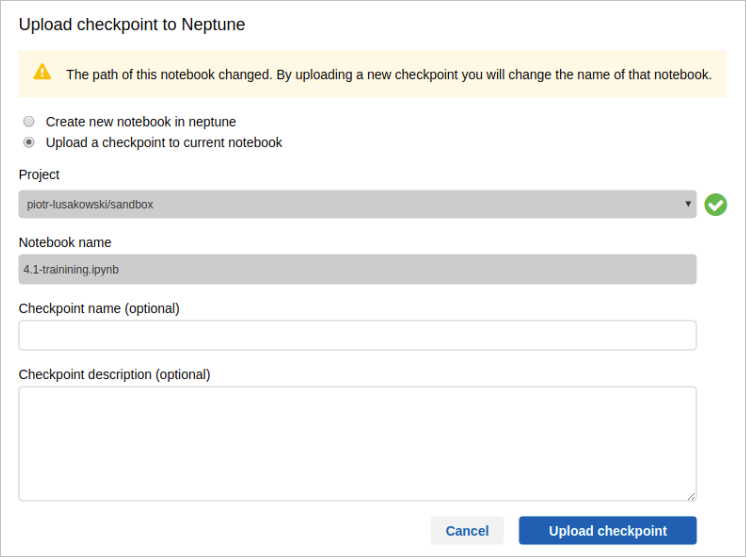 Upload checkpoint to Neptune
The path of this notebook changed. By uploading a new checkpoint you will change the name of that notebook.
Create new notebook in neptune
Upload a checkpoint to current notebook
Project
piotr-lusakowski/sandbox
Notebook name
4.1-trainining.ipynb
Checkpoint name (optional)
Checkpoint description (optional)
Cancel Upload checkpoint